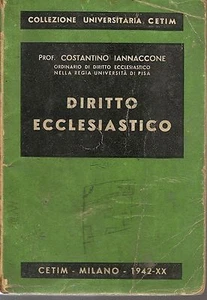 COLLEZIONE UNIVERSITARIA CETIM
PROF. COSTANTINO IANNACCONE
ORDINARIO DI DIRITTO ECCLESIASTICO
NELLA REGIA UNIVERSITÀ DI PISA
DIRITTO
ECCLESIASTICO
CETIM - MILANO - 1942-XX